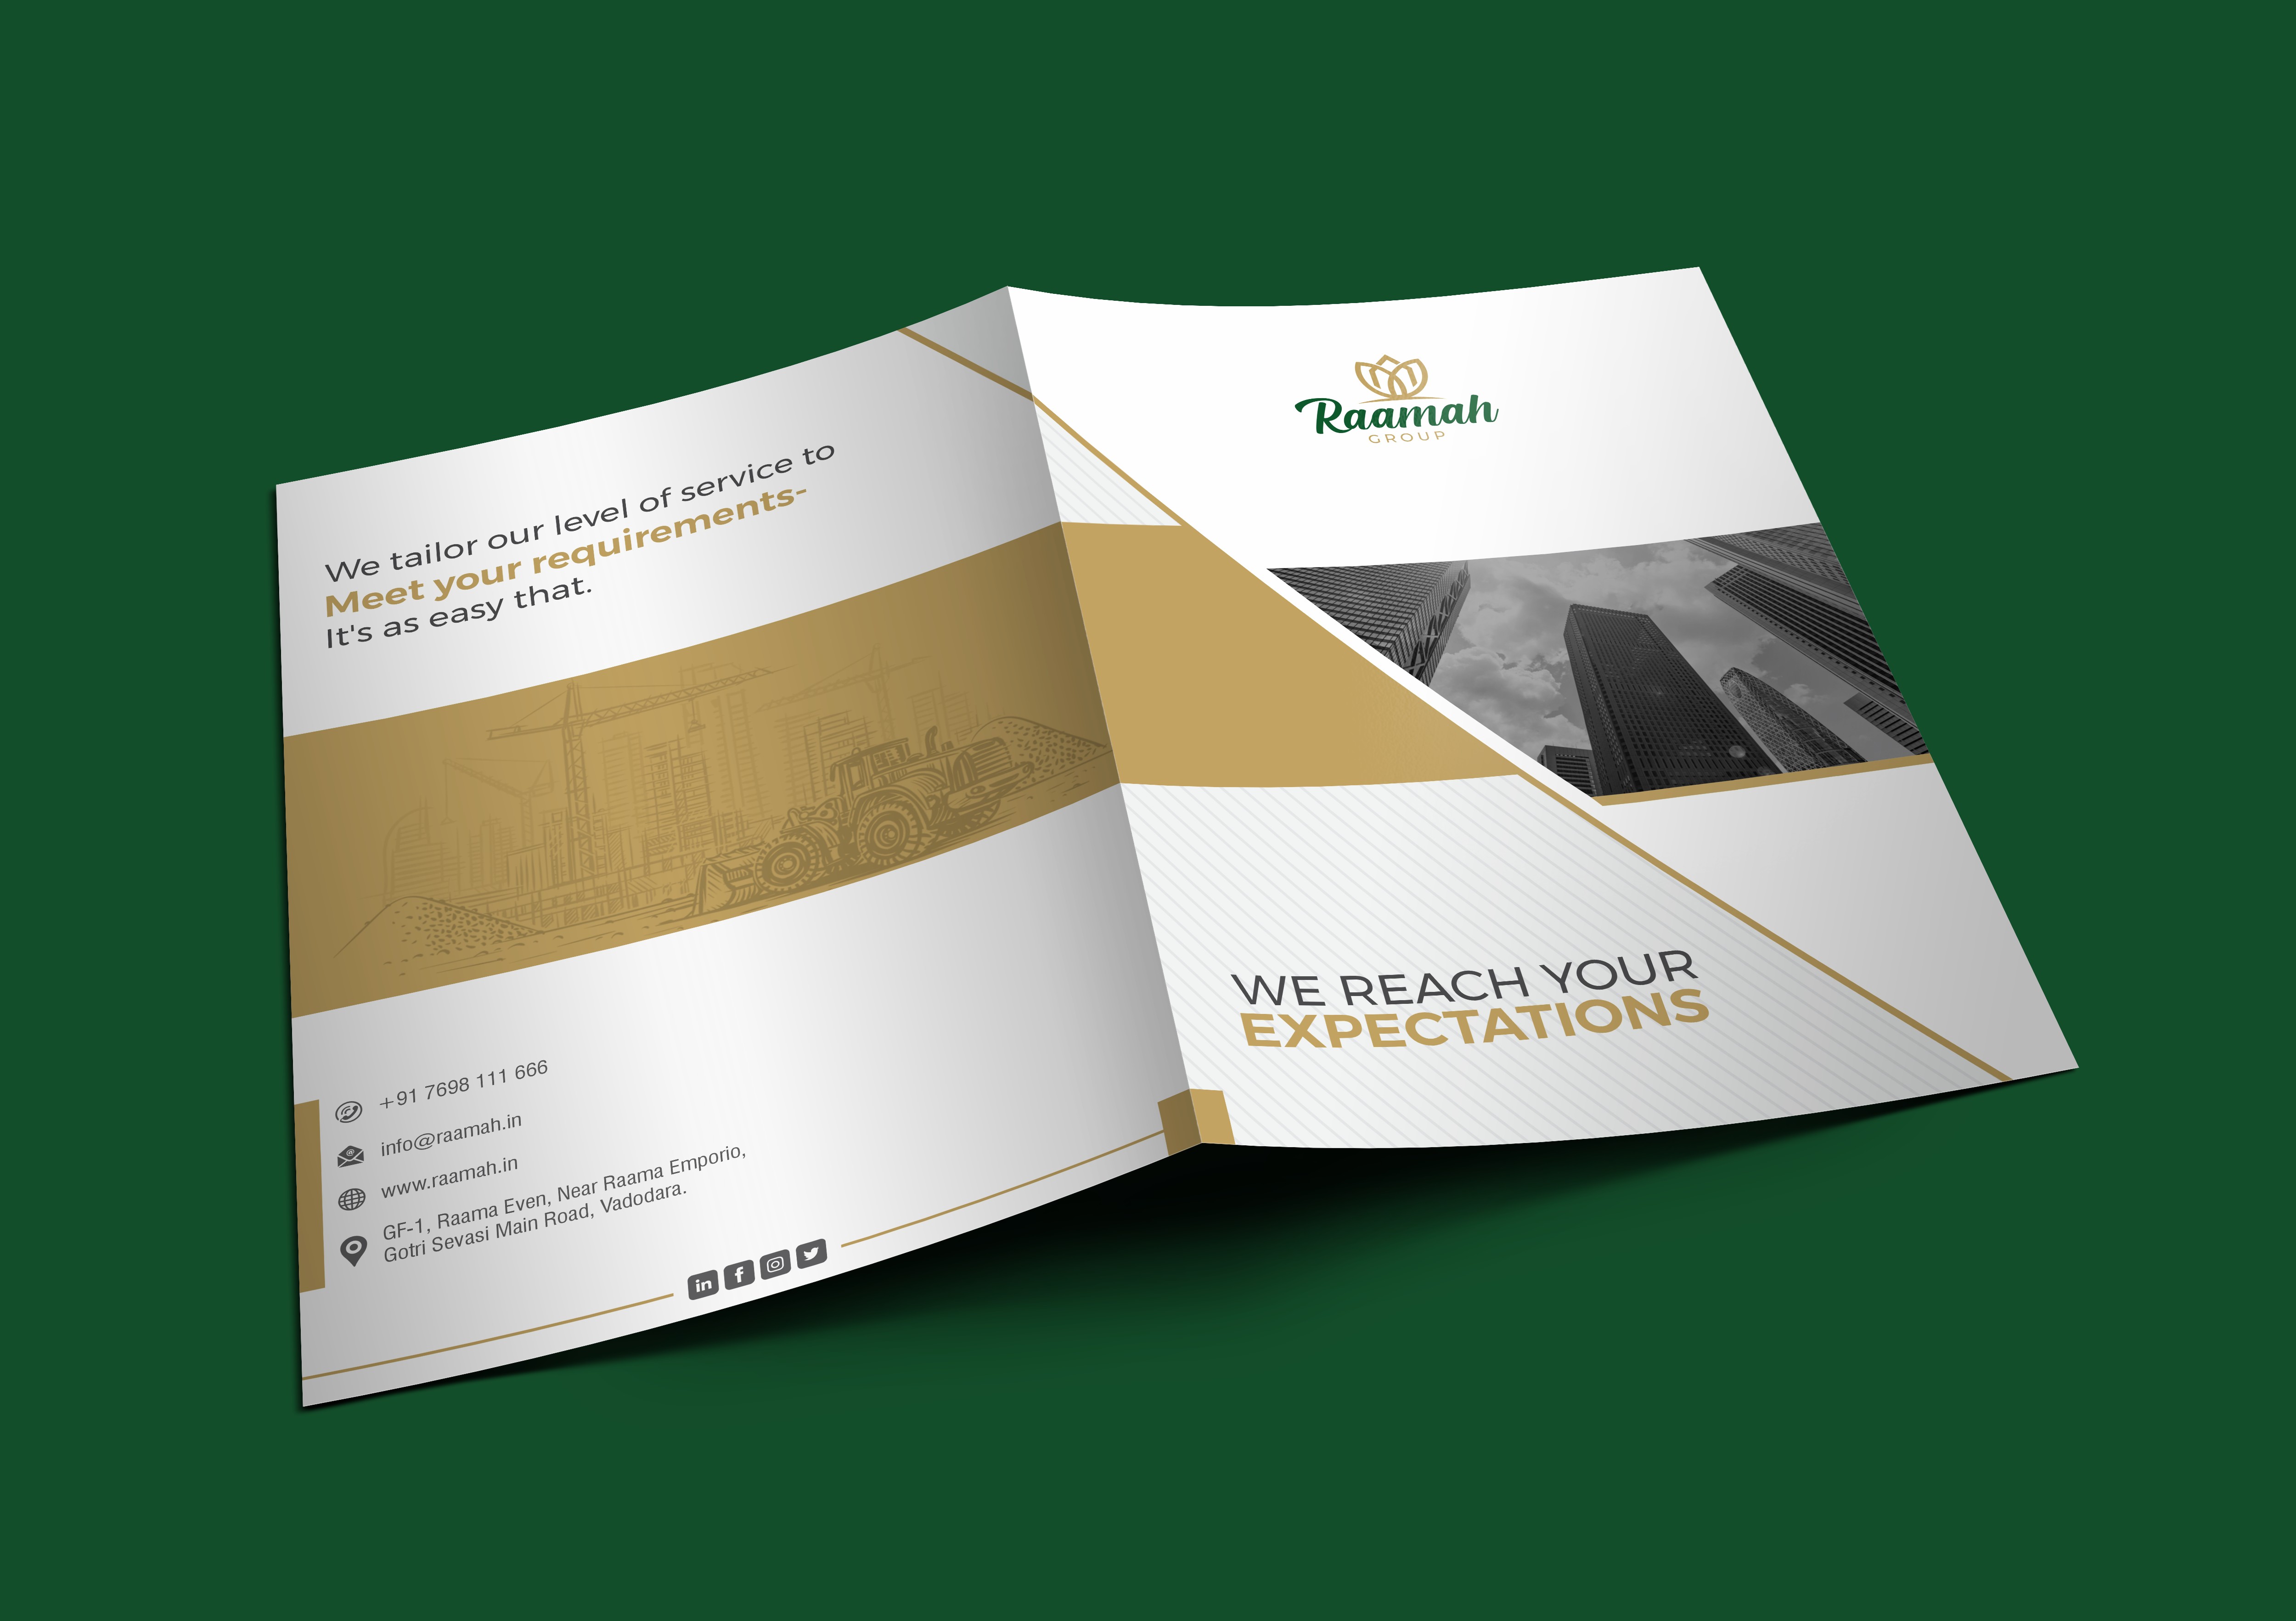 We tailor our level of service to
Meet your requirements-
It's as easy that.
+91 7698 111 666
info@raamah.in
www.raamah.in
GF-1, Raama Even, Near Raama Emporio,
Gotri Sevasi Main Road, Vadodara.
in f
Raamah
GROUP
WE REACH YOUR
EXPECTATIONS